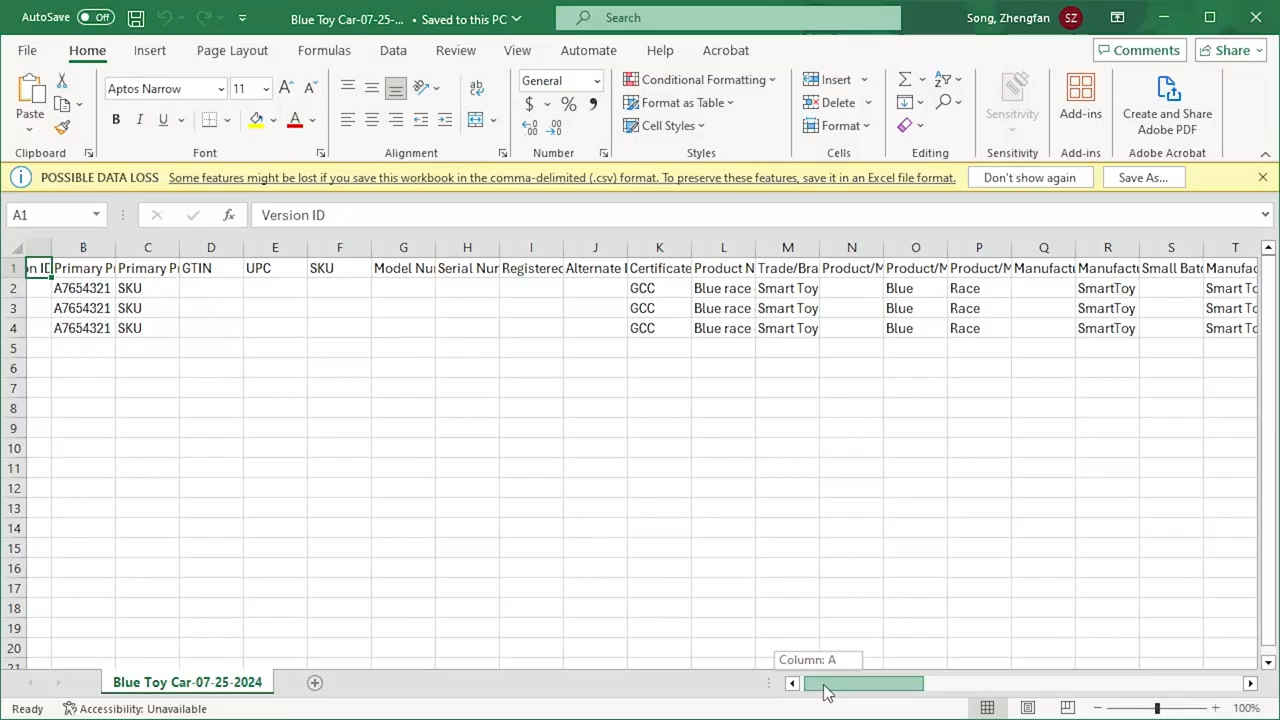 AutoSave Off Blue Toy Car-07-25-... • Saved to this PC Search Song, Zhengfan SZ
File Home Insert Page Layout Formulas Data Review View Automate Help Acrobat Comments Share
Paste Aptos Narrow 11 A A General Conditional Formatting Insert Σ Sensitivity Add-ins Create and Share
B I U A $ % 9 Format as Table Delete Adobe PDF
Cell Styles Format
Clipboard Font Alignment Number Styles Cells Editing Sensitivity Add-ins Adobe Acrobat
POSSIBLE DATA LOSS Some features might be lost if you save this workbook in the comma-delimited (.csv) format. To preserve these features, save it in an Excel file format. Don't show again Save As...
A1 fx Version ID
A B C D E F G H I J K L M N O P Q R S T
1 n ID Primary P Primary P GTIN UPC SKU Model Nu Serial Nur Registered Alternate I Certificate Product N Trade/Bra Product/M Product/M Product/M Manufact Manufact Small Batc Manufac
2 A7654321 SKU GCC Blue race Smart Toy Blue Race SmartToy Smart To
3 A7654321 SKU GCC Blue race Smart Toy Blue Race SmartToy Smart To
4 A7654321 SKU GCC Blue race Smart Toy Blue Race SmartToy Smart To
5
6
7
8
9
10
11
12
13
14
15
16
17
18
19
20
21
Column: A
Blue Toy Car-07-25-2024
Ready Accessibility: Unavailable 100%